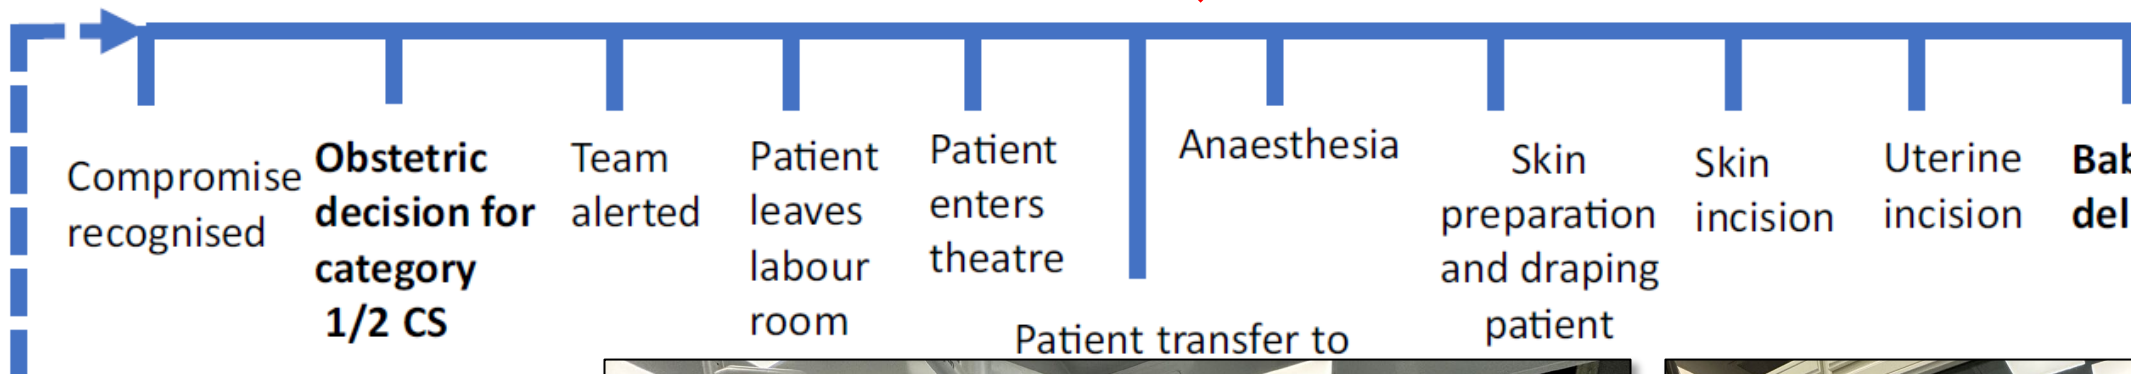 Compromise
recognised
Obstetric
decision for
category
1/2 CS
Team
alerted
Patient
leaves
labour
room
Patient
enters
theatre
Patient transfer to
Anaesthesia
Skin
preparation
and draping
patient
Skin
incision
Uterine
incision